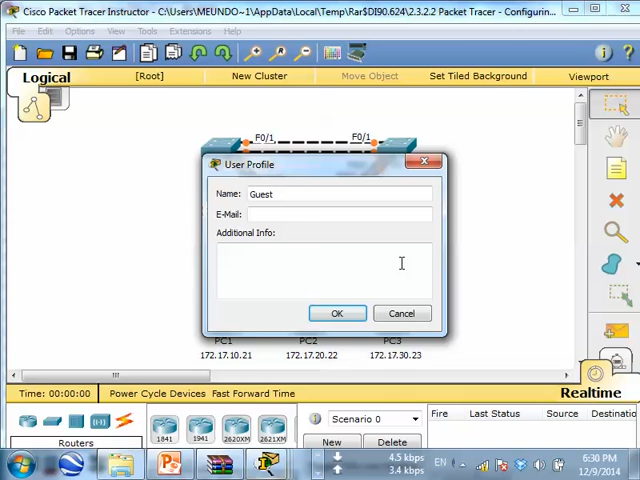 Cisco Packet Tracer Instructor - C:\Users\MEUNDO~1\AppData\Local\Temp\Rar$DI90.624\2.3.2.2 Packet Tracer - Configurin...
File Edit Options View Tools Extensions Help
Logical [Root] New Cluster Move Object Set Tiled Background Viewport
F0/1 F0/1
User Profile
Name: Guest
E-Mail:
Additional Info:
OK Cancel
PC1 PC2 PC3
172.17.10.21 172.17.20.22 172.17.30.23
Time: 00:00:00 Power Cycle Devices Fast Forward Time Realtime
Scenario 0 Fire Last Status Source Destinatio
1841 1941 2620XM 2621XM
Routers New Delete
4.5 kbps
3.4 kbps
EN
6:30 PM
12/9/2014